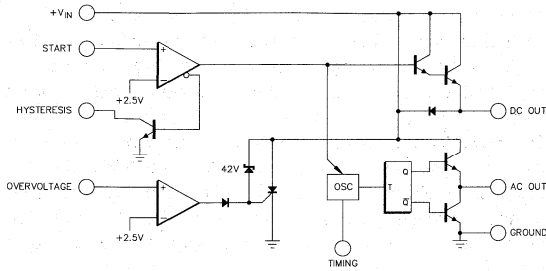 +VIN
START
+
−
+2.5V
HYSTERESIS
DC OUT
42V
OVERVOLTAGE
+
−
+2.5V
OSC
T
Q
Q̅
AC OUT
GROUND
TIMING